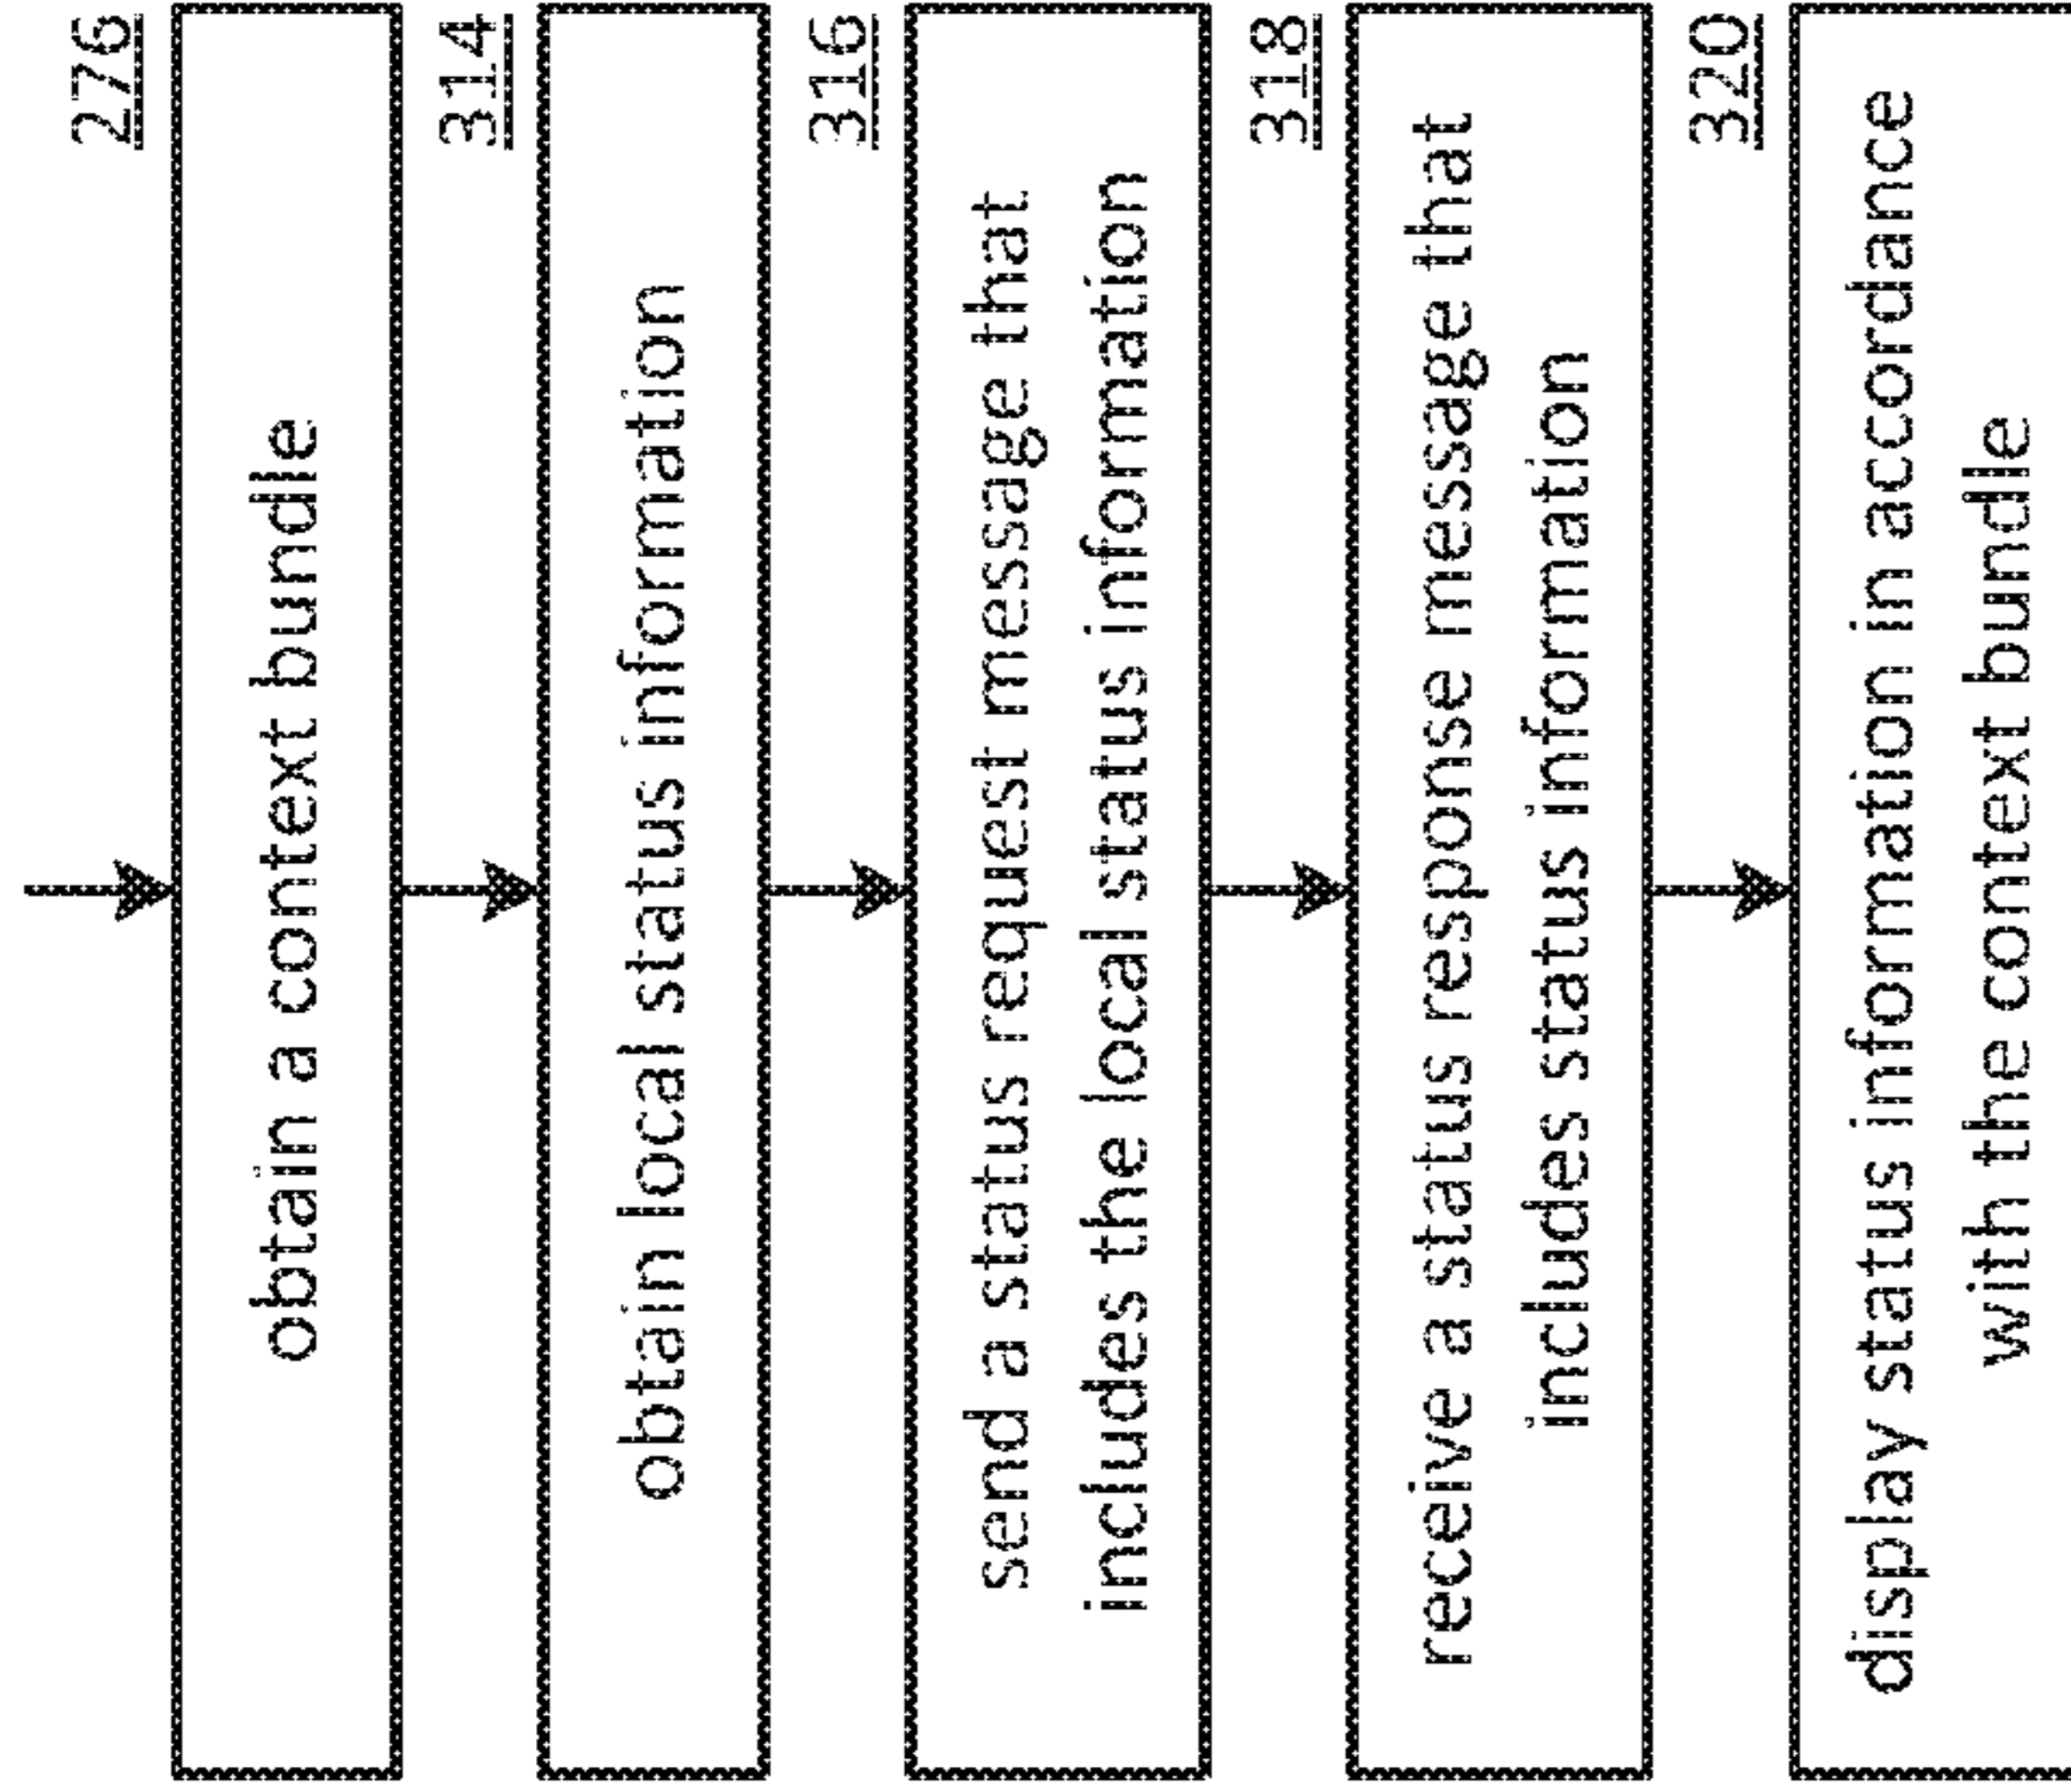 276
obtain a context bundle
314
obtain local status information
316
send a status request message that
includes the local status information
318
receive a status response message that
includes status information
320
display status information in accordance
with the context bundle